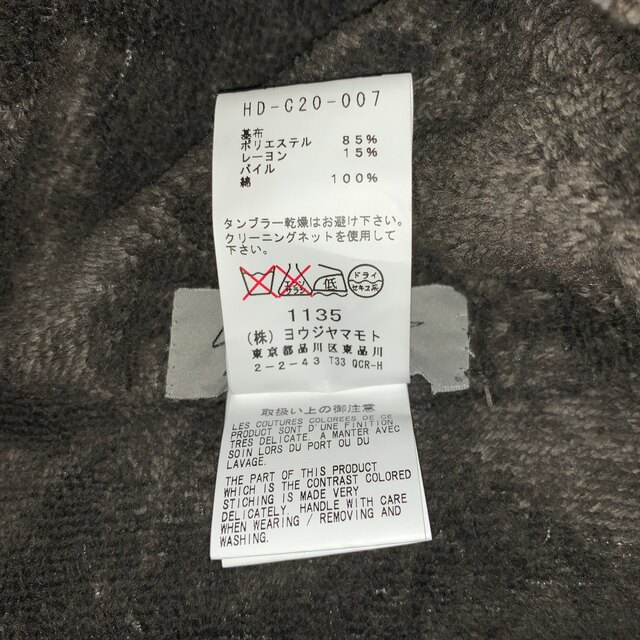 HD-C20-007
基布
ポリエステル 85%
レーヨン 15%
パイル
綿 100%
タンブラー乾燥はお避け下さい。
クリーニングネットを使用して
下さい。
低
ドライ
セキユ系
1135
(株) ヨウジヤマモト
東京都品川区東品川
2-2-43 T33 QCR-H
取扱い上の御注意
LES COUTURES COLOREES DE CE
PRODUCT SONT D'UNE FINITION
TRES DELICATE. A MANTER AVEC
SOIN LORS DU PORT OU DU
LAVAGE.
THE PART OF THIS PRODUCT
WHICH IS THE CONTRAST COLORED
STICHING IS MADE VERY
DELICATELY. HANDLE WITH CARE
WHEN WEARING / REMOVING AND
WASHING.